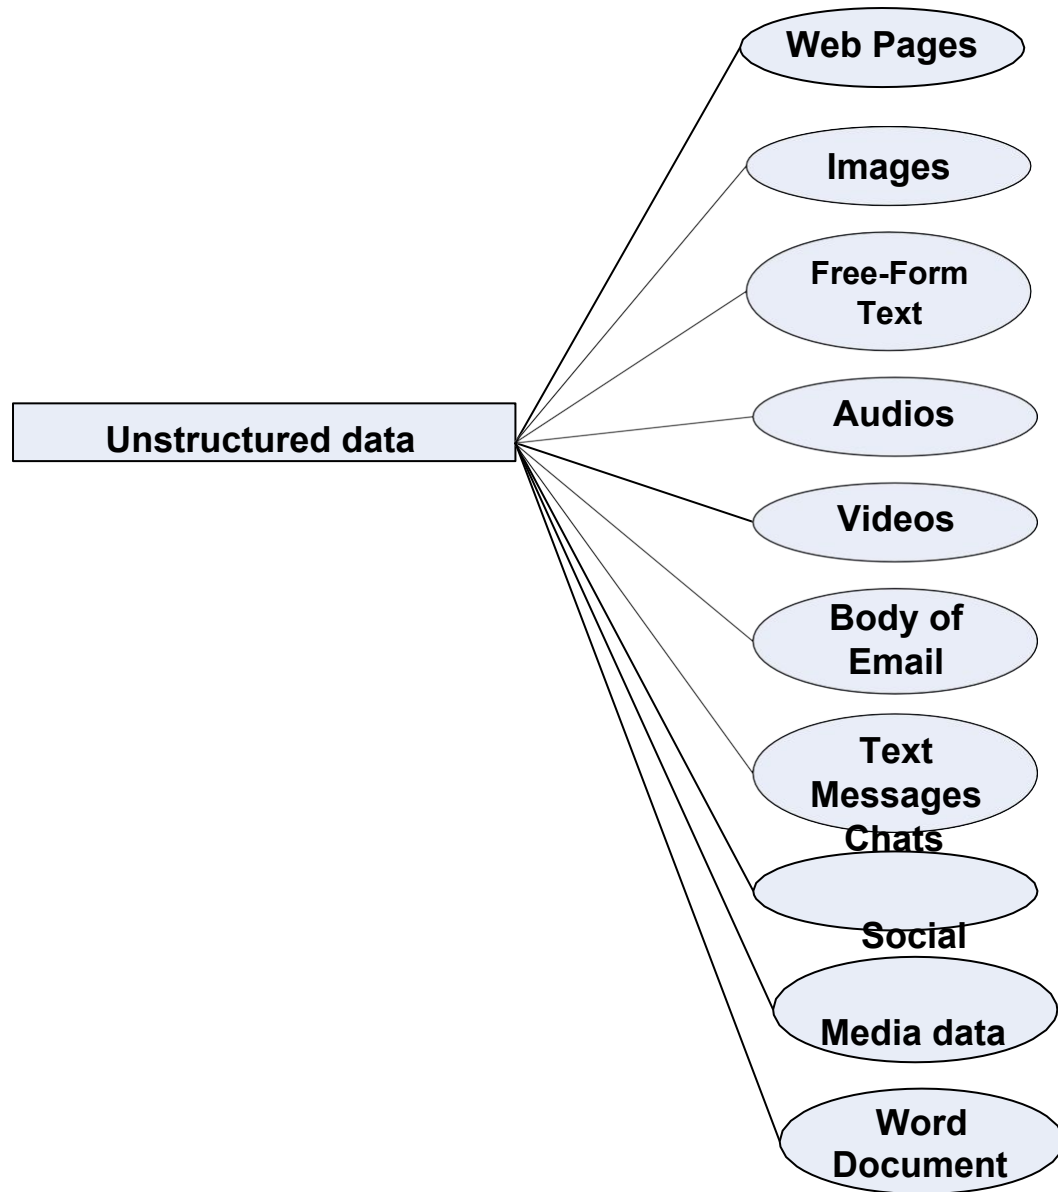 Web Pages
Images
Free-Form
Text
Audios
Unstructured data
Videos
Body of
Email
Text
Messages
Chats
Social
Media data
Word
Document